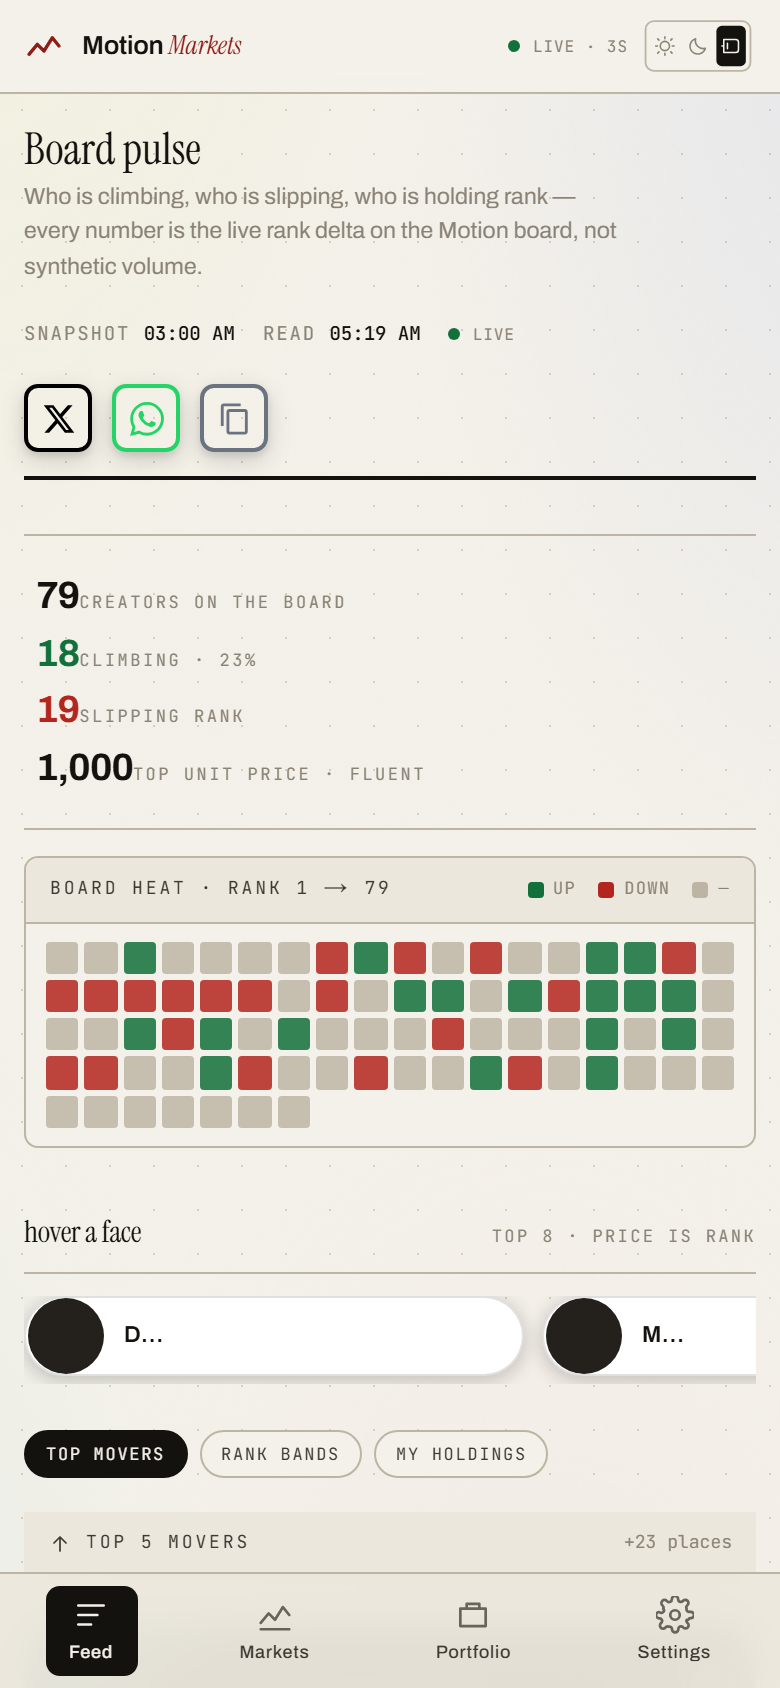 Motion Markets
LIVE · 3S
Board pulse
Who is climbing, who is slipping, who is holding rank —
every number is the live rank delta on the Motion board, not
synthetic volume.
SNAPSHOT 03:00 AM READ 05:19 AM LIVE
79 CREATORS ON THE BOARD
18 CLIMBING · 23%
19 SLIPPING RANK
1,000 TOP UNIT PRICE · FLUENT
BOARD HEAT · RANK 1 → 79
UP DOWN —
hover a face
TOP 8 · PRICE IS RANK
D...
M...
TOP MOVERS
RANK BANDS
MY HOLDINGS
↑ TOP 5 MOVERS
+23 places
Feed
Markets
Portfolio
Settings